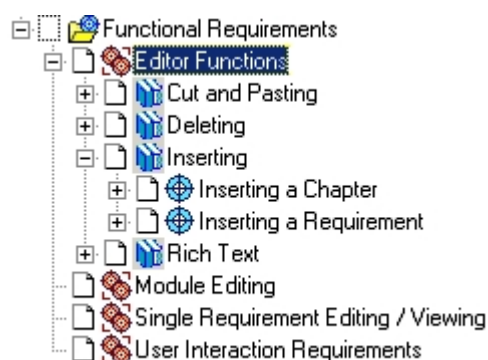 Functional Requirements
Editor Functions
Cut and Pasting
Deleting
Inserting
Inserting a Chapter
Inserting a Requirement
Rich Text
Module Editing
Single Requirement Editing / Viewing
User Interaction Requirements